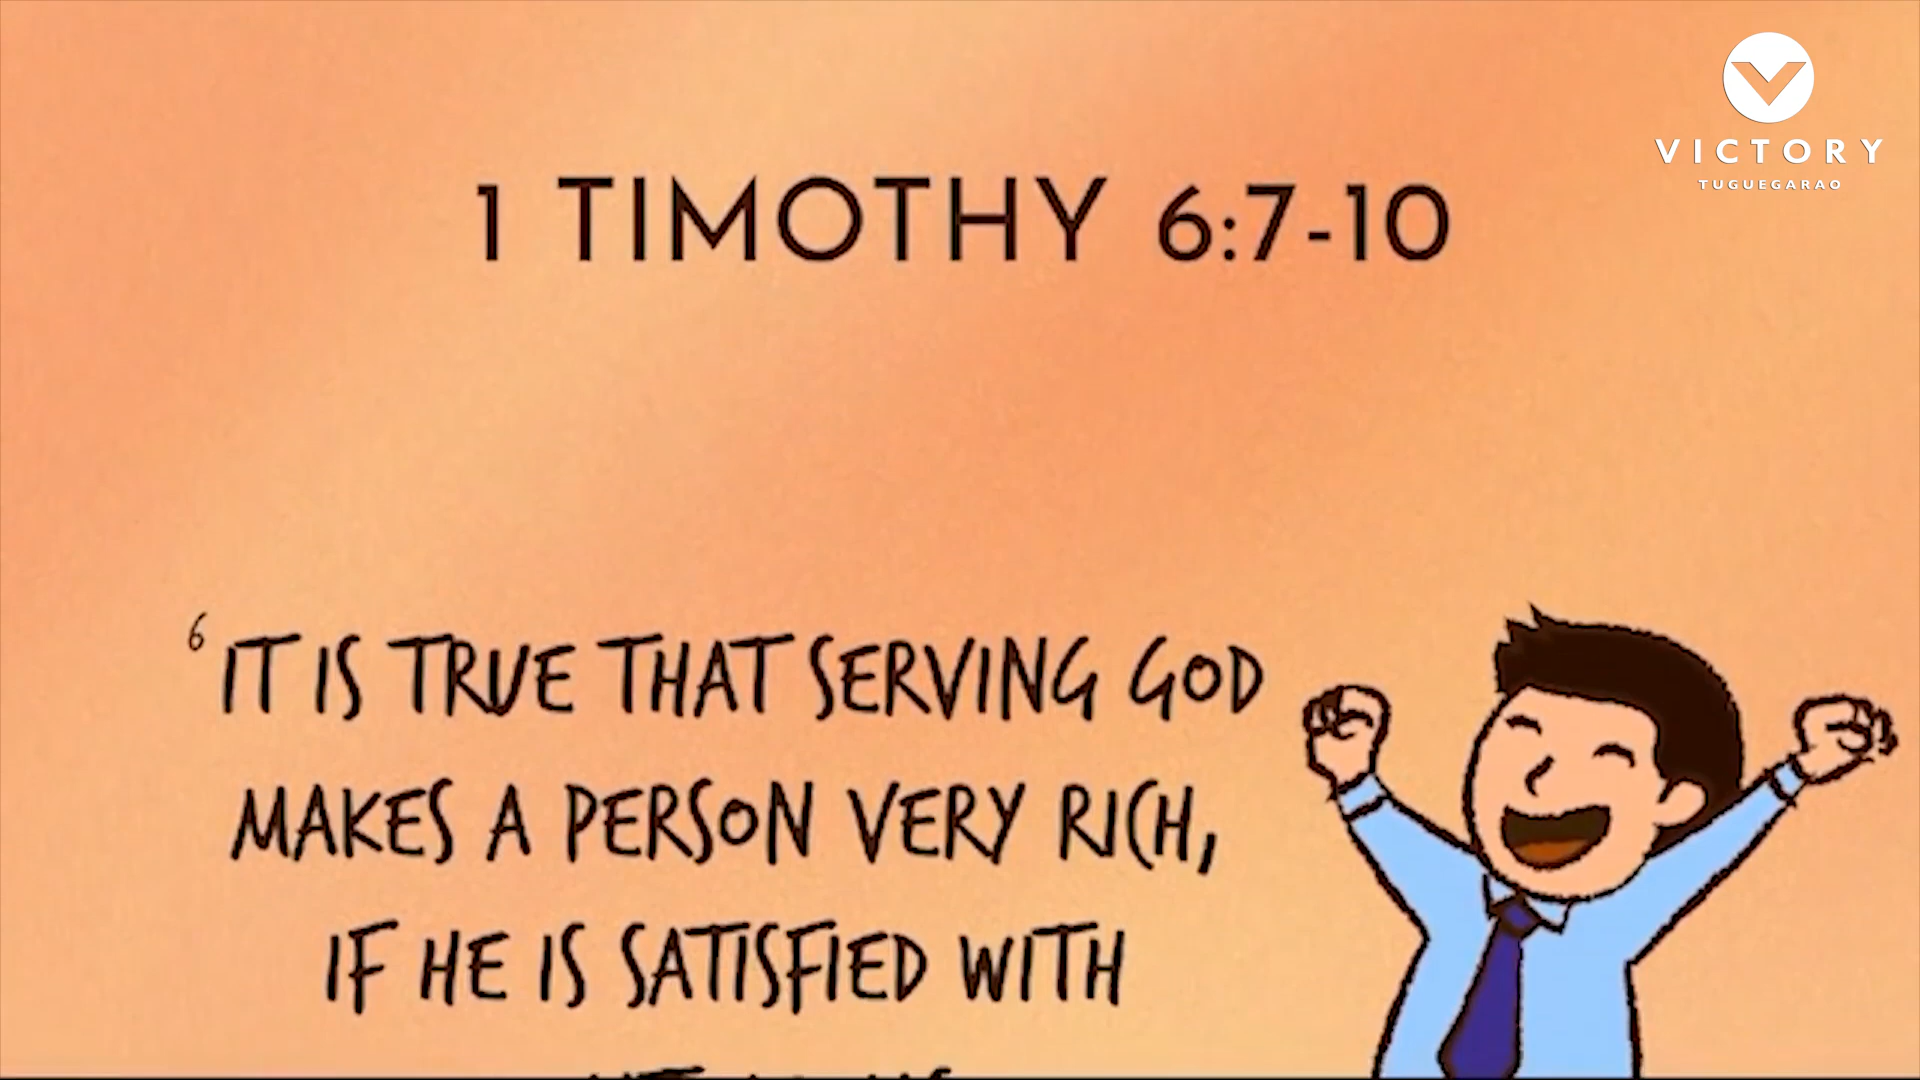 VICTORY
TUGUEGARAO
1 TIMOTHY 6:7-10
6 IT IS TRUE THAT SERVING GOD
MAKES A PERSON VERY RICH,
IF HE IS SATISFIED WITH